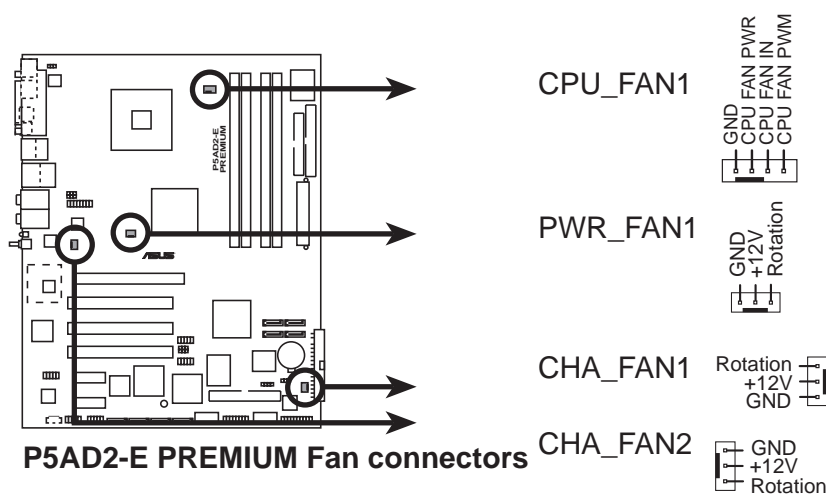 CPU_FAN1
GND
CPU FAN PWR
CPU FAN IN
CPU FAN PWM
P5AD2-E
PREMIUM
PWR_FAN1
GND
+12V
Rotation
ASUS
CHA_FAN1
Rotation
+12V
GND
CHA_FAN2
GND
+12V
Rotation
P5AD2-E PREMIUM Fan connectors